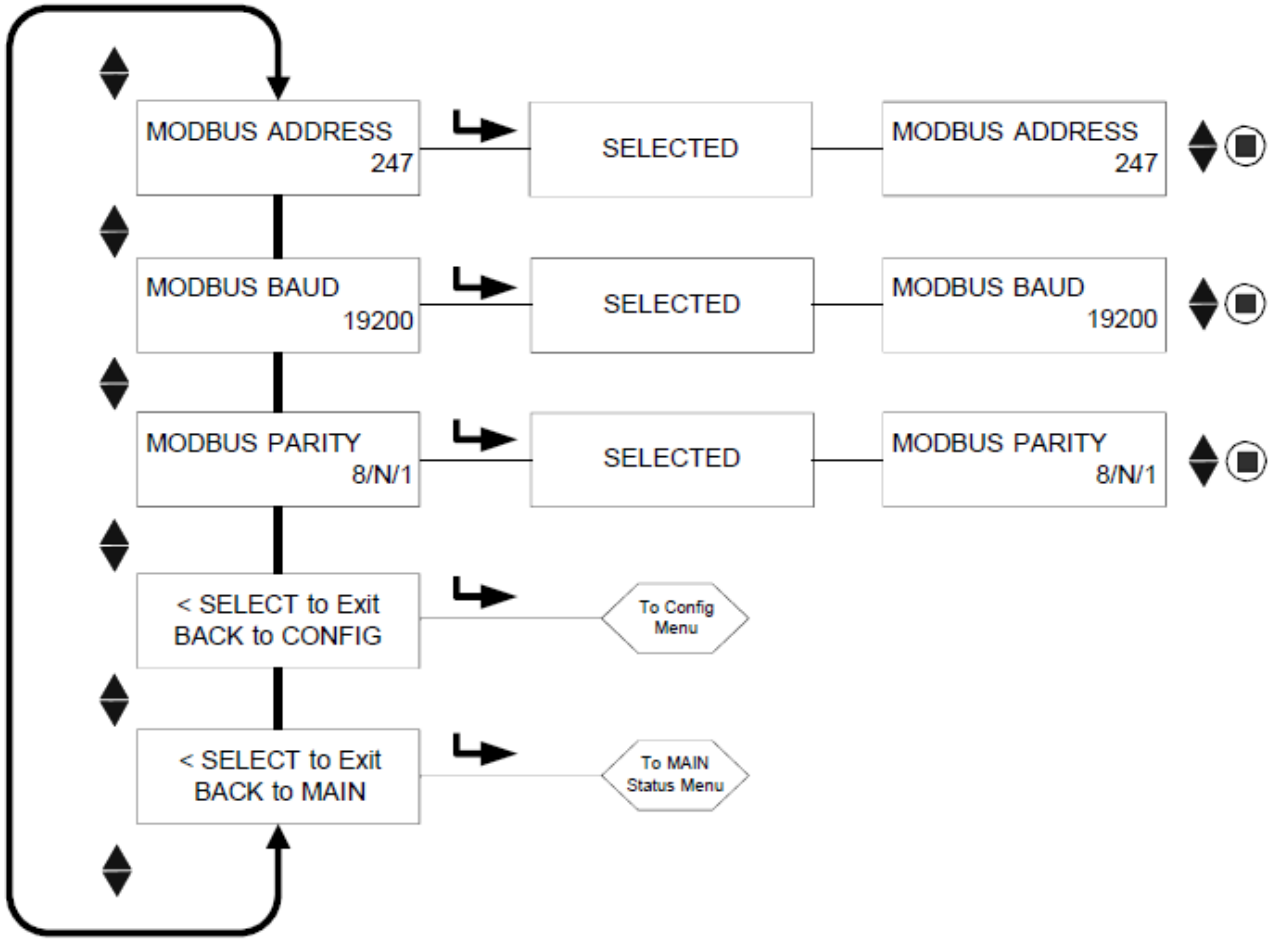 MODBUS ADDRESS
247
SELECTED
MODBUS ADDRESS
247
MODBUS BAUD
19200
SELECTED
MODBUS BAUD
19200
MODBUS PARITY
8/N/1
SELECTED
MODBUS PARITY
8/N/1
< SELECT to Exit
BACK to CONFIG
To Config
Menu
< SELECT to Exit
BACK to MAIN
To MAIN
Status Menu